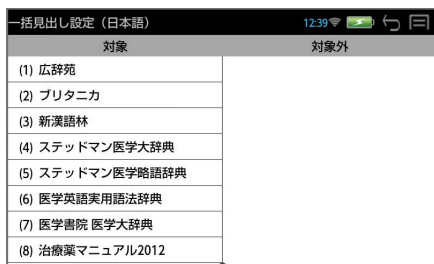 一括見出し設定（日本語）
12:39
対象
対象外
(1) 広辞苑
(2) ブリタニカ
(3) 新漢語林
(4) ステッドマン医学大辞典
(5) ステッドマン医学略語辞典
(6) 医学英語実用語法辞典
(7) 医学書院 医学大辞典
(8) 治療薬マニュアル2012